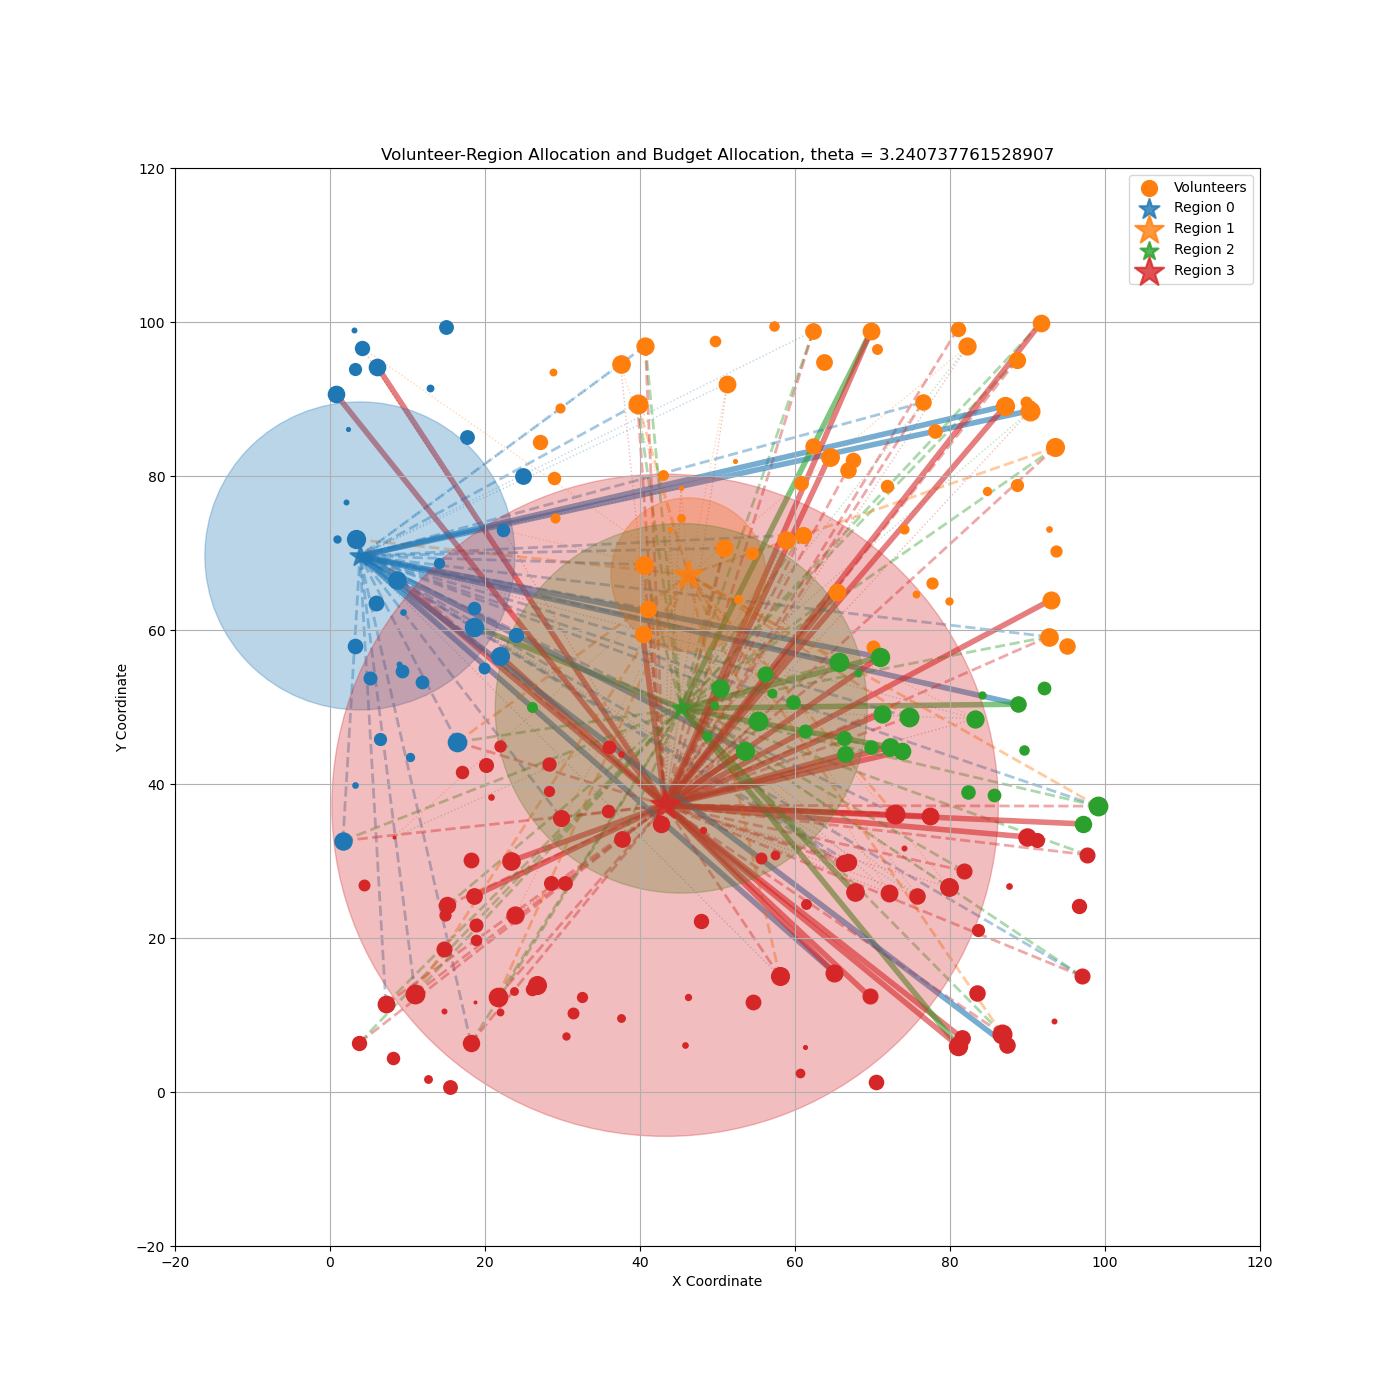 Volunteer-Region Allocation and Budget Allocation, theta = 3.240737761528907
Volunteers
Region 0
Region 1
Region 2
Region 3
Y Coordinate
120
100
80
60
40
20
0
−20
−20
0
20
40
60
80
100
120
X Coordinate